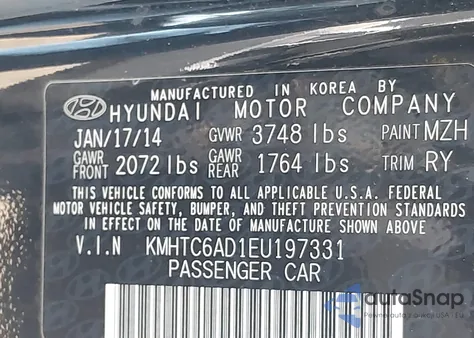 MANUFACTURED IN KOREA BY
HYUNDAI MOTOR COMPANY
JAN/17/14 GVWR 3748 lbs PAINT MZH
GAWR FRONT 2072 lbs GAWR REAR 1764 lbs TRIM RY
THIS VEHICLE CONFORMS TO ALL APPLICABLE U.S.A. FEDERAL
MOTOR VEHICLE SAFETY, BUMPER, AND THEFT PREVENTION STANDARDS
IN EFFECT ON THE DATE OF MANUFACTURE SHOWN ABOVE
V.I.N KMHTC6AD1EU197331
PASSENGER CAR
autoSnap